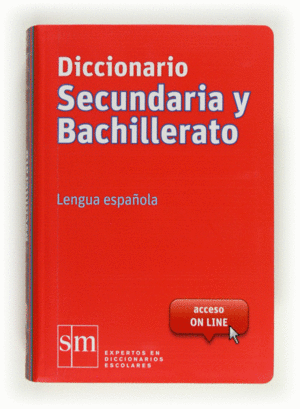 Diccionario
Secundaria y
Bachillerato
Lengua española
acceso
ON LINE
sm
EXPERTOS EN
DICCIONARIOS
ESCOLARES